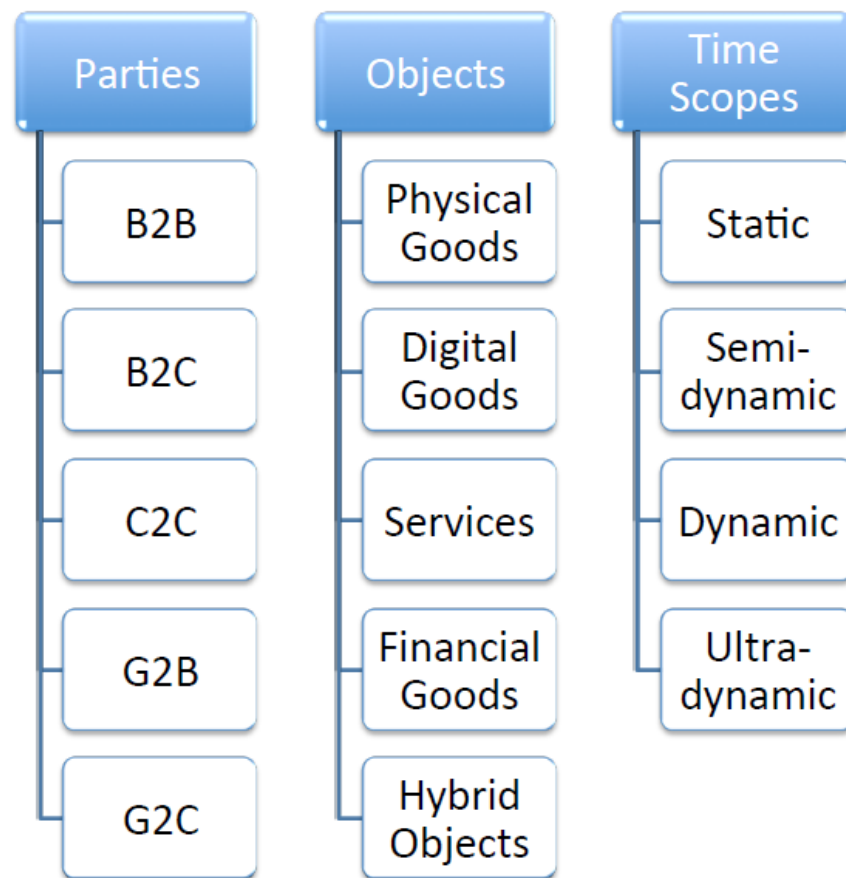 Parties
B2B
B2C
C2C
G2B
G2C
Objects
Physical
Goods
Digital
Goods
Services
Financial
Goods
Hybrid
Objects
Time
Scopes
Static
Semi-
dynamic
Dynamic
Ultra-
dynamic